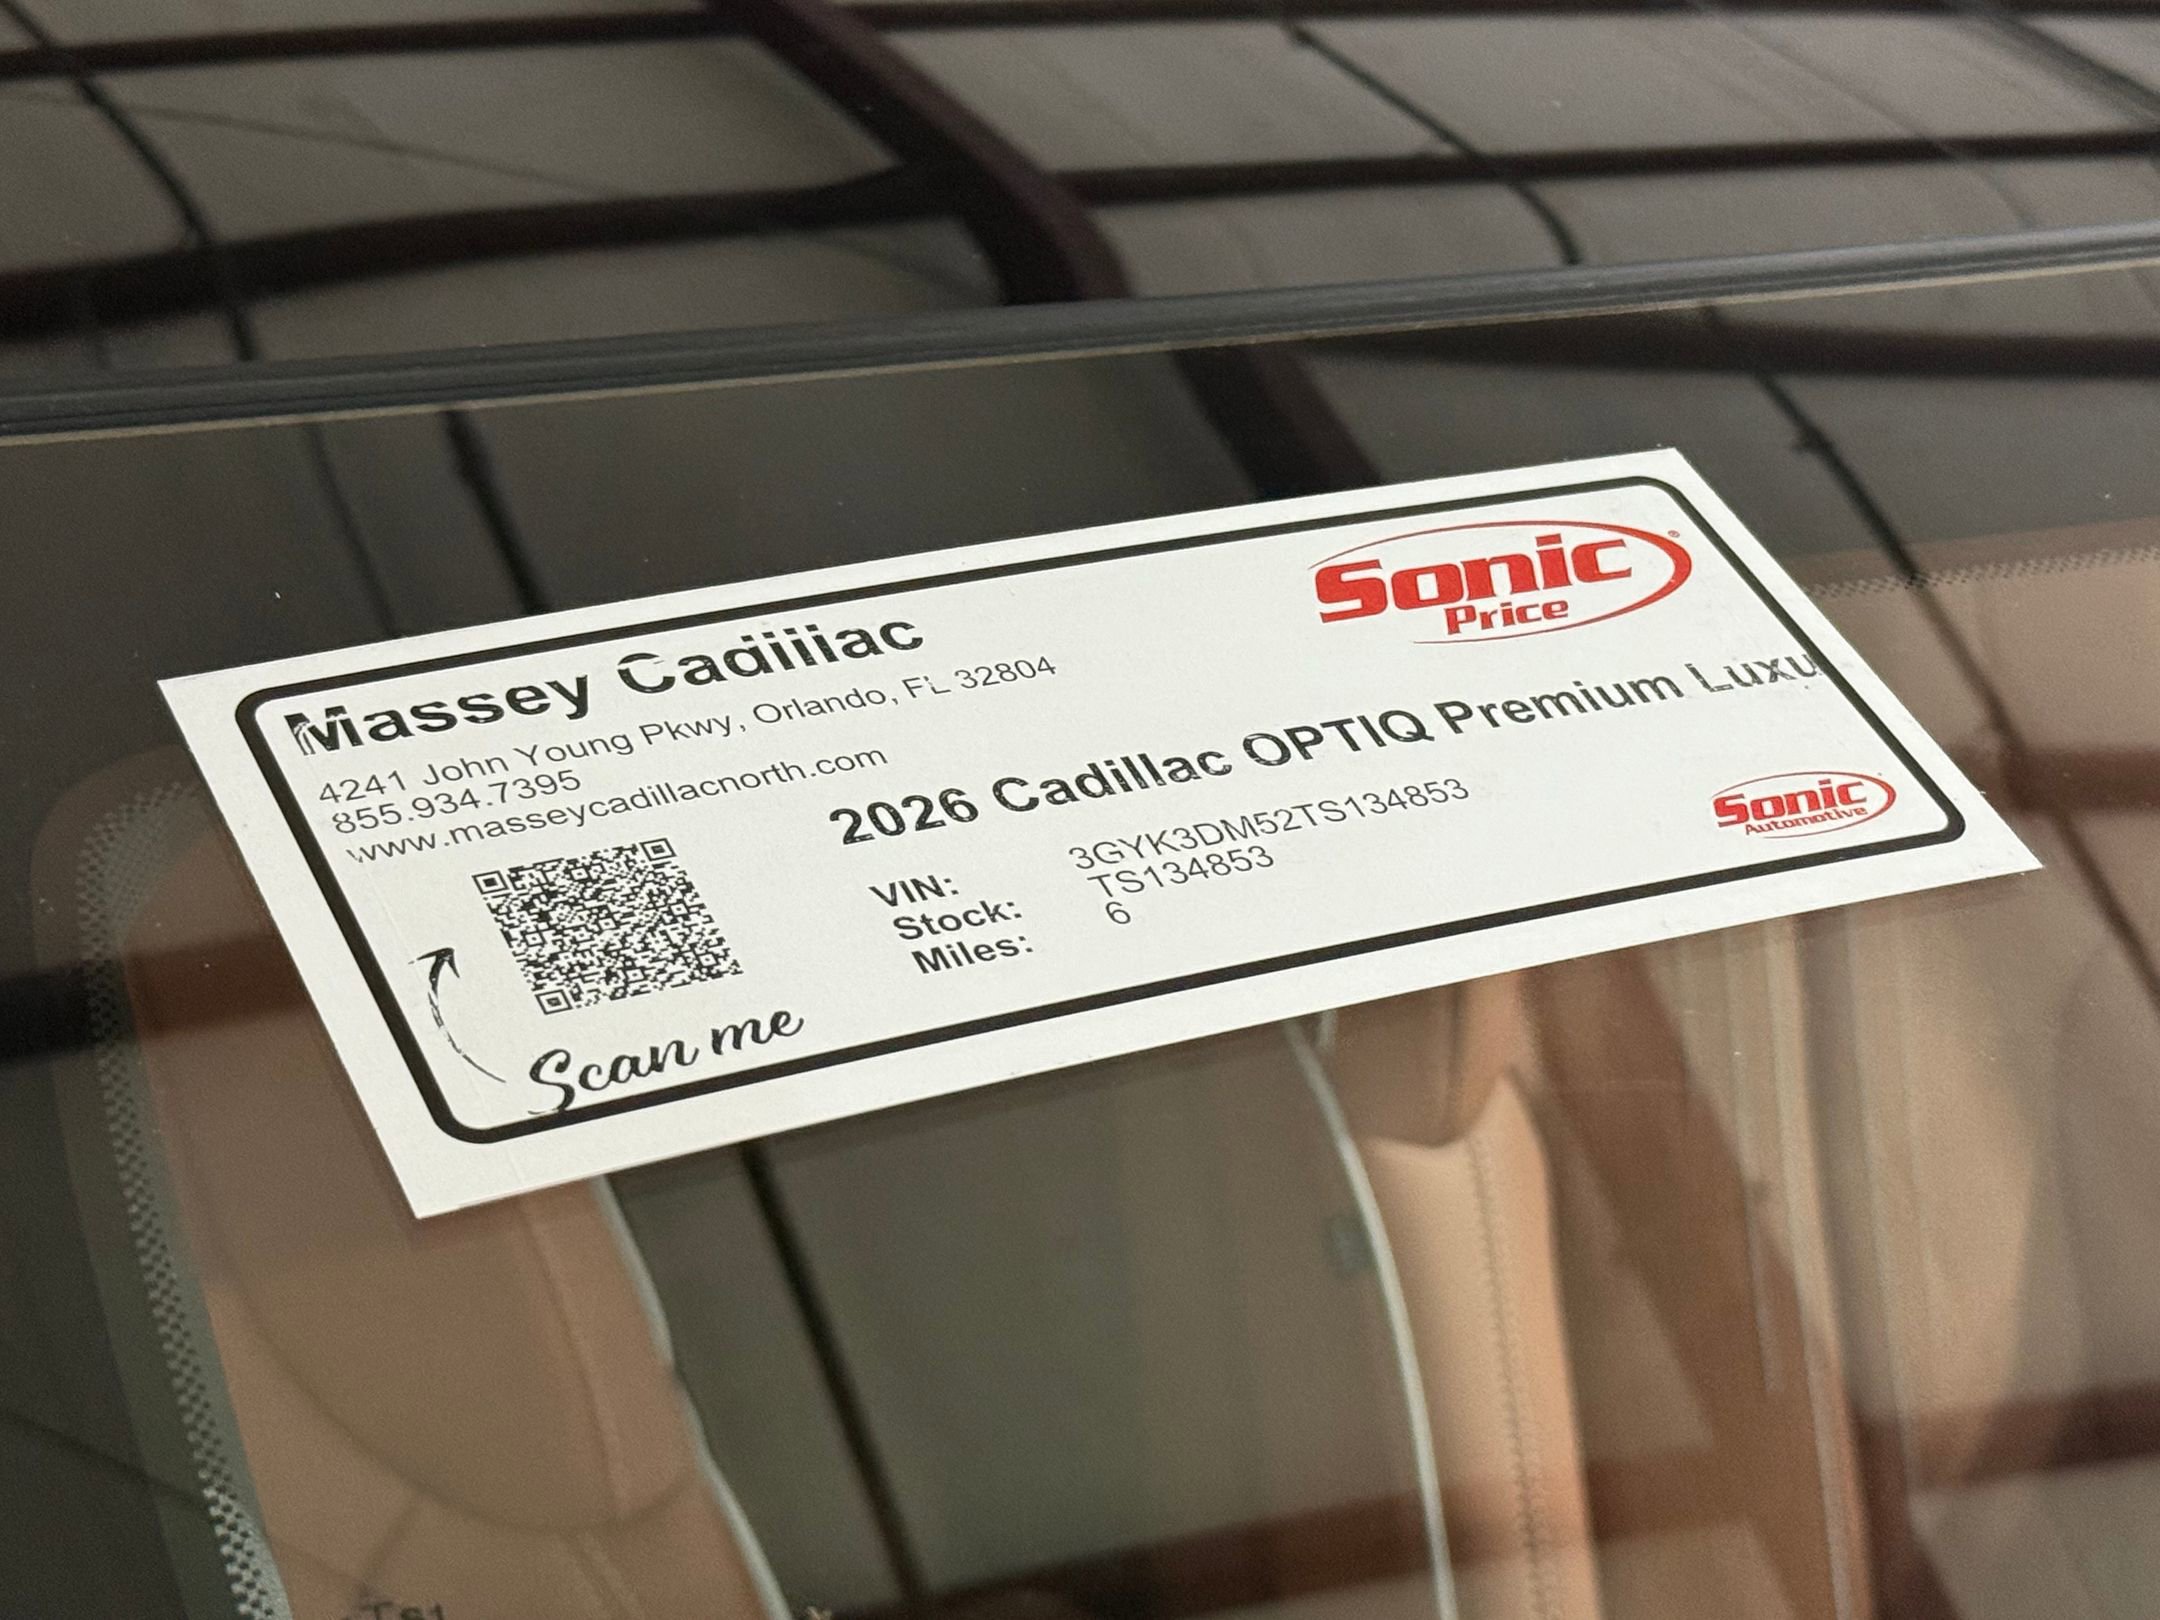 Massey Cadillac
4241 John Young Pkwy, Orlando, FL 32804
855.934.7395
www.masseycadillacnorth.com
Scan me
Sonic
Price
2026 Cadillac OPTIQ Premium Luxu
VIN: 3GYK3DM52TS134853
Stock: TS134853
Miles: 6
Sonic
Automotive